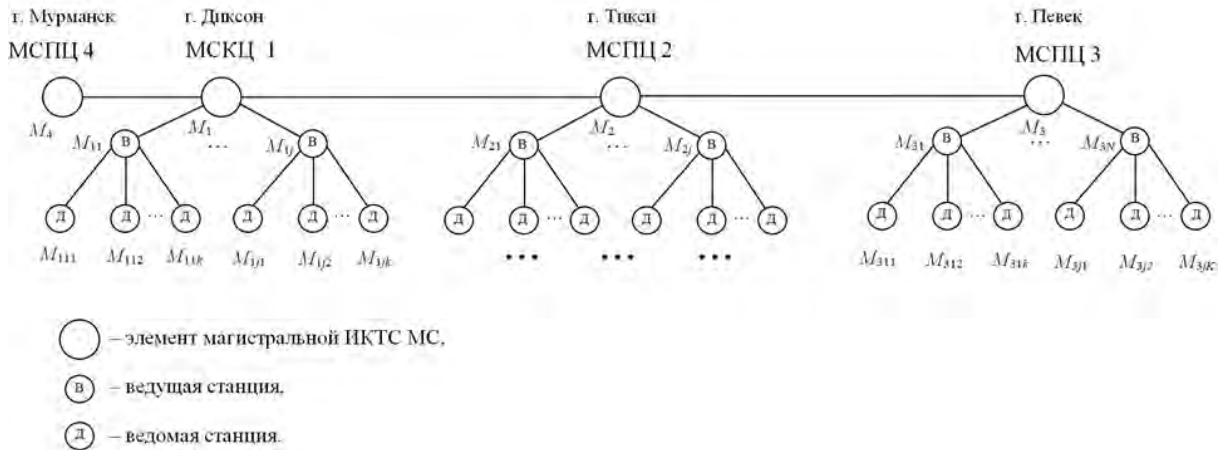 г. Мурманск г. Диксон г. Тикси г. Певек
МСПЦ 4 МСКЦ 1 МСПЦ 2 МСПЦ 3
M₄ M₁ M₂ M₃
M₁₁ В ... M₁ⱼ В M₂₁ В ... M₂ⱼ В M₃₁ В ... M₃N В
Д Д ... Д Д Д ... Д Д Д ... Д Д Д ... Д Д Д ... Д Д Д ... Д
M₁₁₁ M₁₁₂ M₁₁k M₁j₁ M₁j₂ M₁jk ... ... ... M₃₁₁ M₃₁₂ M₃₁k M₃j₁ M₃j₂ M₃jK
– элемент магистральной ИКТС МС,
В – ведущая станция,
Д – ведомая станция.